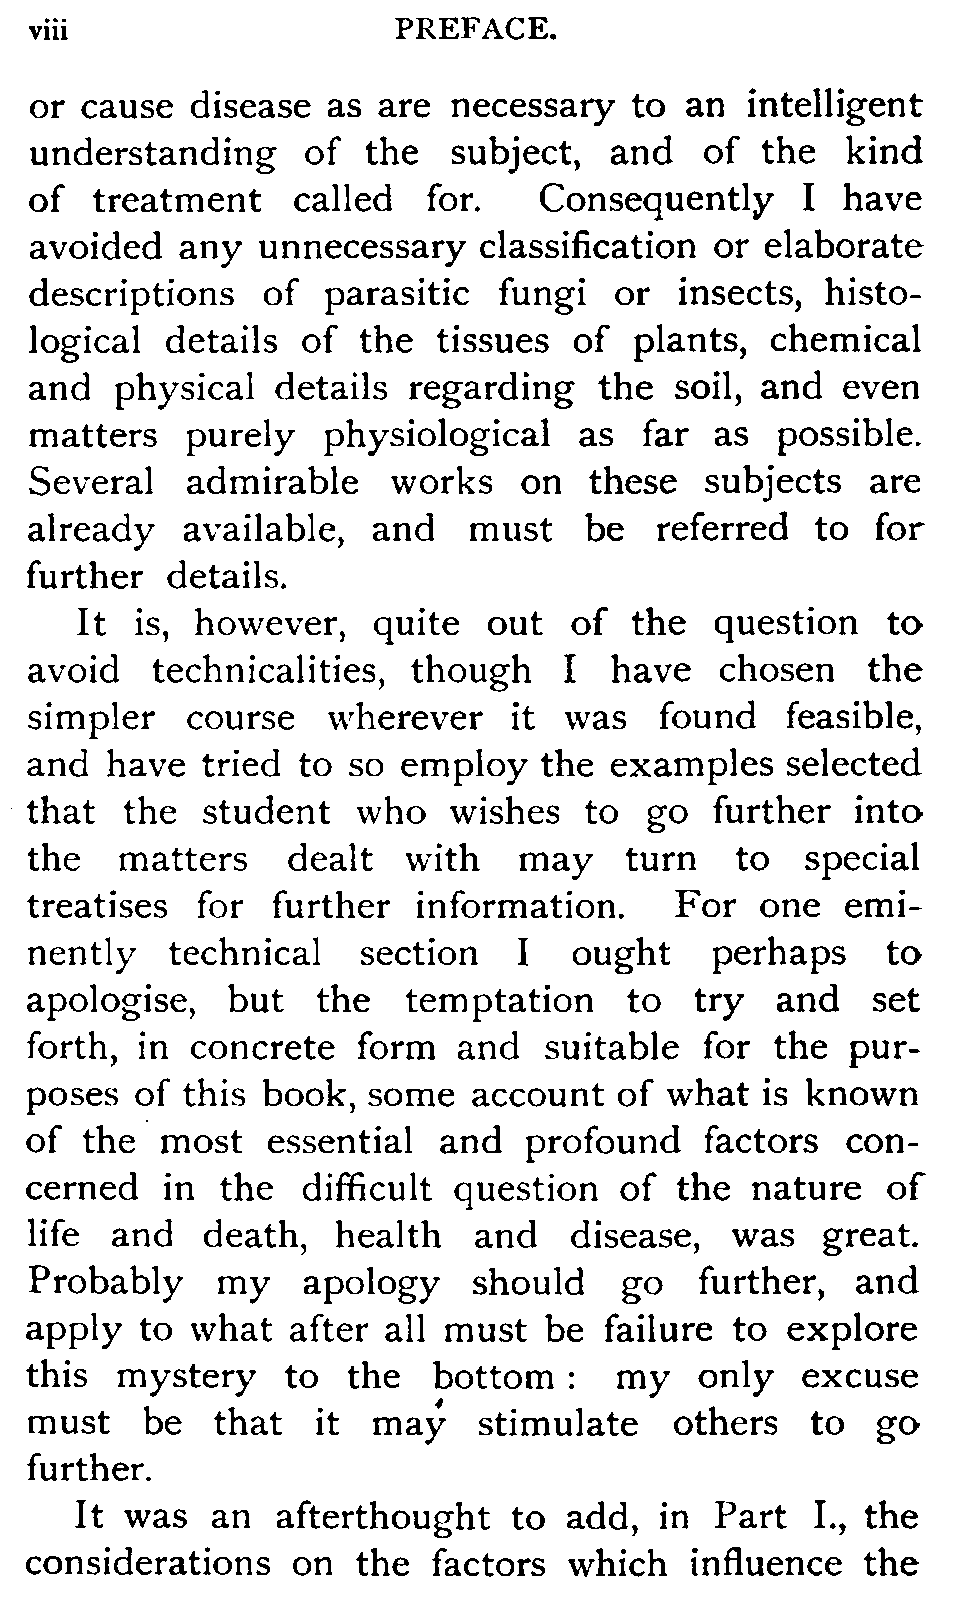 viii PREFACE.
or cause disease as are necessary to an intelligent
understanding of the subject, and of the kind
of treatment called for. Consequently I have
avoided any unnecessary classification or elaborate
descriptions of parasitic fungi or insects, histo-
logical details of the tissues of plants, chemical
and physical details regarding the soil, and even
matters purely physiological as far as possible.
Several admirable works on these subjects are
already available, and must be referred to for
further details.
It is, however, quite out of the question to
avoid technicalities, though I have chosen the
simpler course wherever it was found feasible,
and have tried to so employ the examples selected
that the student who wishes to go further into
the matters dealt with may turn to special
treatises for further information. For one emi-
nently technical section I ought perhaps to
apologise, but the temptation to try and set
forth, in concrete form and suitable for the pur-
poses of this book, some account of what is known
of the most essential and profound factors con-
cerned in the difficult question of the nature of
life and death, health and disease, was great.
Probably my apology should go further, and
apply to what after all must be failure to explore
this mystery to the bottom : my only excuse
must be that it may stimulate others to go
further.
It was an afterthought to add, in Part I., the
considerations on the factors which influence the